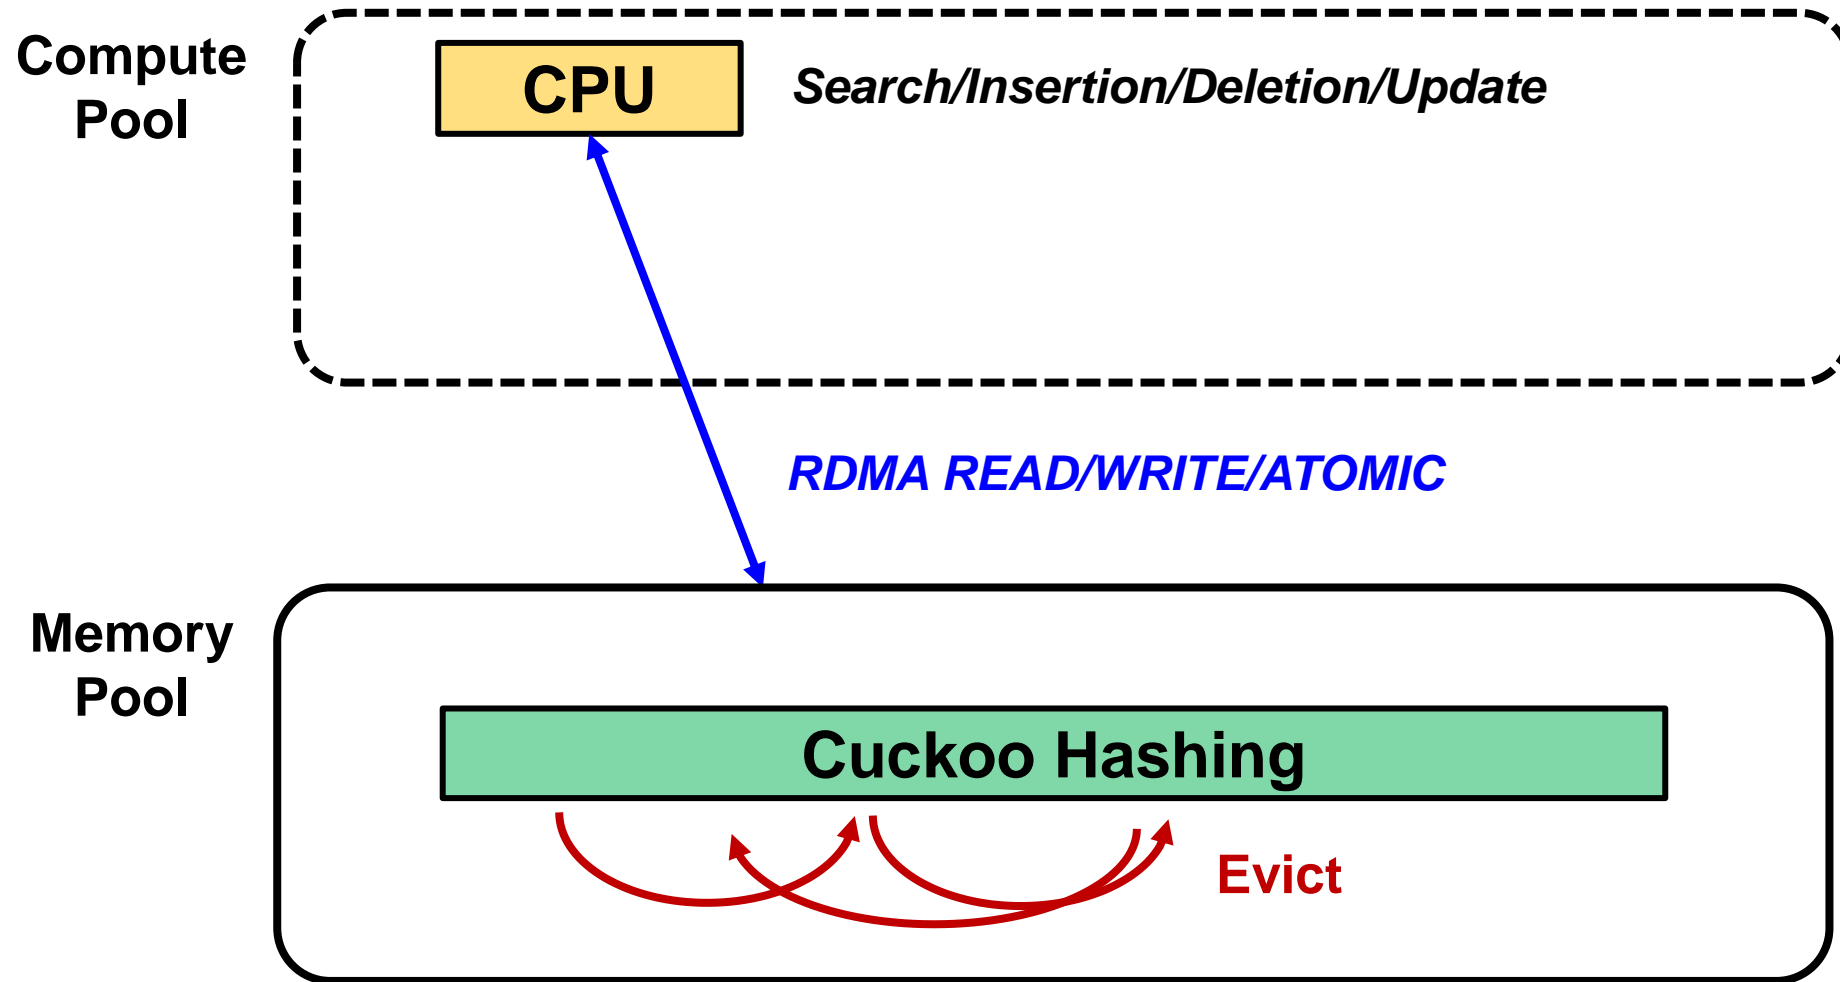 Compute
Pool
CPU
Search/Insertion/Deletion/Update
RDMA READ/WRITE/ATOMIC
Memory
Pool
Cuckoo Hashing
Evict